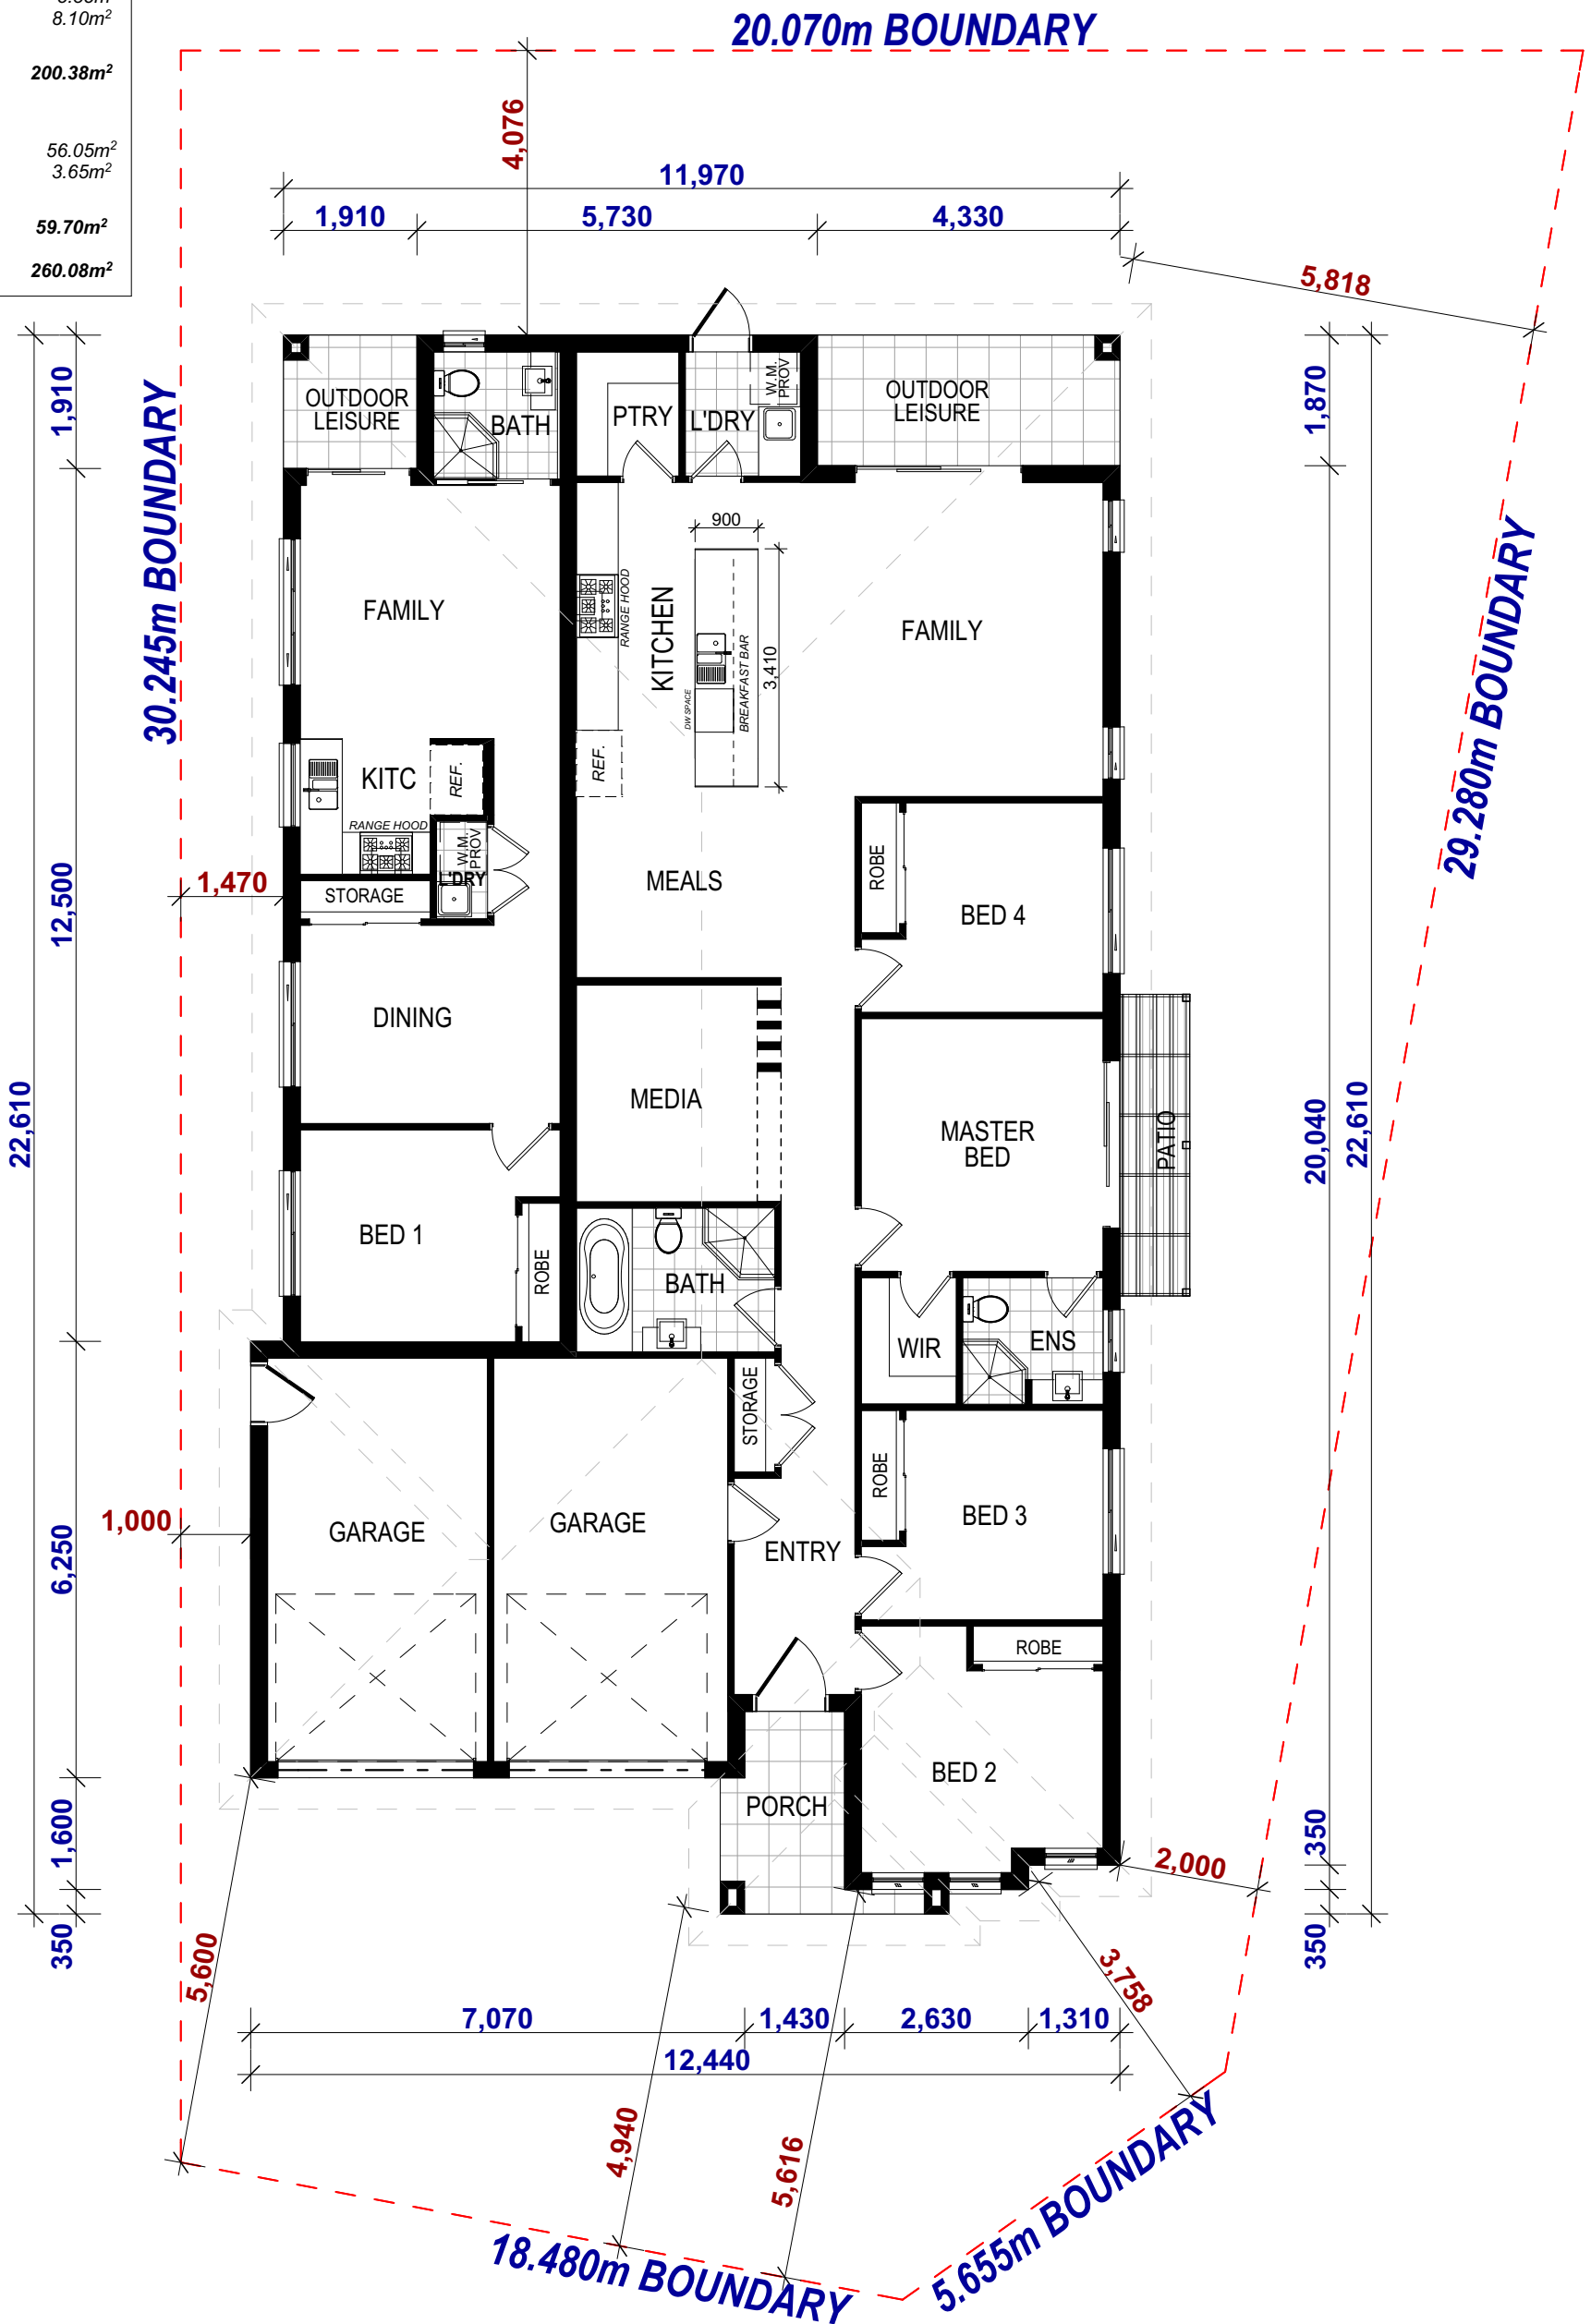 8.10m²
200.38m²
56.05m²
3.65m²
59.70m²
260.08m²
20.070m BOUNDARY
4,076
11,970
1,910
5,730
4,330
5,818
30.245m BOUNDARY
29.280m BOUNDARY
1,910
12,500
22,610
6,250
1,600
350
1,870
20,040
22,610
350
350
OUTDOOR
LEISURE
BATH
PTRY
L'DRY
W.M.
PROV
OUTDOOR
LEISURE
900
3,410
FAMILY
RANGE HOOD
KITCHEN
DW SPACE
BREAKFAST BAR
FAMILY
KITC
REF.
REF.
RANGE HOOD
W.M.
PROV
L'DRY
1,470
STORAGE
MEALS
ROBE
BED 4
DINING
MEDIA
MASTER
BED
PATIO
BED 1
ROBE
BATH
WIR
ENS
STORAGE
ROBE
BED 3
1,000
GARAGE
GARAGE
ENTRY
ROBE
BED 2
PORCH
2,000
5,600
3,758
7,070
1,430
2,630
1,310
12,440
4,940
5,616
18.480m BOUNDARY
5.655m BOUNDARY